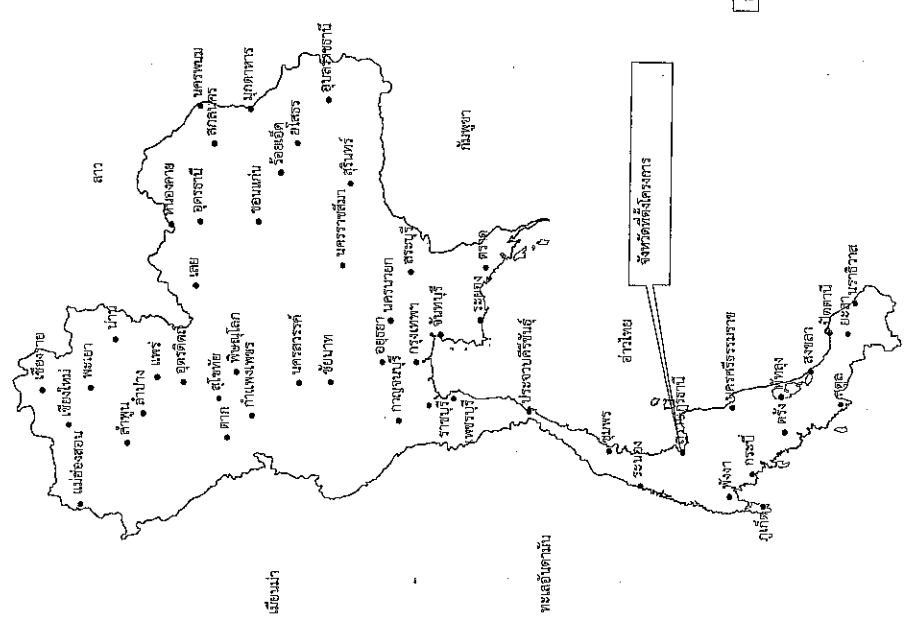 ลาว
เชียงราย
เชียงใหม่
แม่ฮ่องสอน
พะเยา
น่าน
ลำพูน
ลำปาง
แพร่
อุตรดิตถ์
เลย
หนองคาย
อุดรธานี
นครพนม
สกลนคร
มุกดาหาร
ตาก
สุโขทัย
พิษณุโลก
กำแพงเพชร
ขอนแก่น
ร้อยเอ็ด
ยโสธร
อุบลราชธานี
เมียนม่า
นครสวรรค์
ชัยนาท
นครราชสีมา
สุรินทร์
อยุธยา
นครนายก
สระบุรี
กาญจนบุรี
กรุงเทพฯ
จันทบุรี
กัมพูชา
ราชบุรี
เพชรบุรี
ระยอง
ตราด
ประจวบคีรีขันธ์
ทะเลอันดามัน
ชุมพร
อ่าวไทย
ระนอง
จังหวัดที่ตั้งโครงการ
สุราษฎร์ธานี
นครศรีธรรมราช
พังงา
กระบี่
ภูเก็ต
ตรัง
พัทลุง
สงขลา
สตูล
ปัตตานี
ยะลา
นราธิวาส